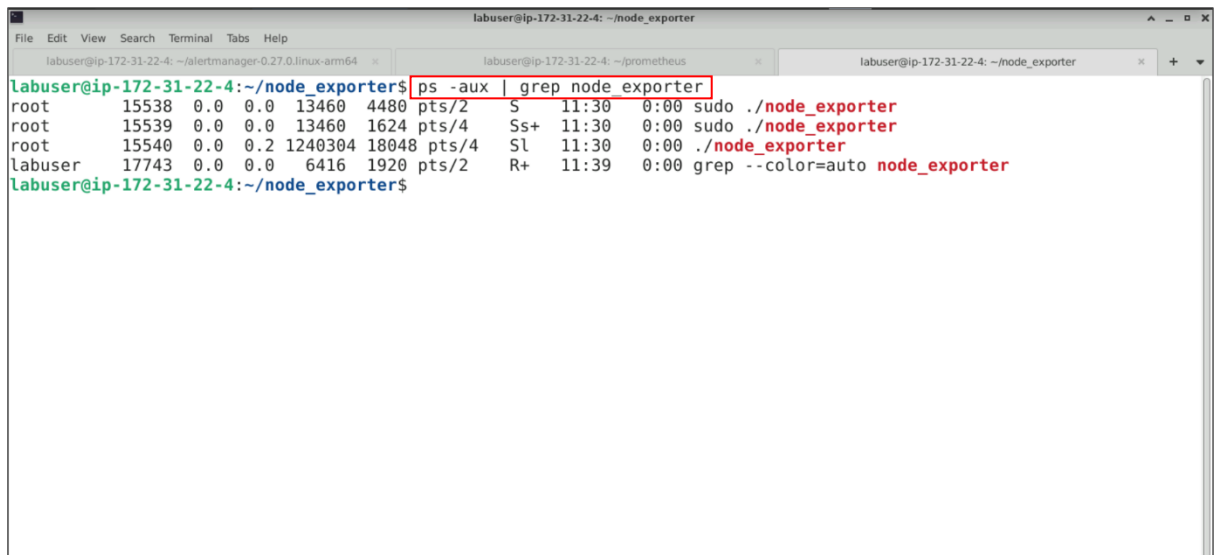 labuser@ip-172-31-22-4: ~/node_exporter
File Edit View Search Terminal Tabs Help
labuser@ip-172-31-22-4: ~/alertmanager-0.27.0.linux-arm64 × labuser@ip-172-31-22-4: ~/prometheus × labuser@ip-172-31-22-4: ~/node_exporter ×
labuser@ip-172-31-22-4:~/node_exporter$ ps -aux | grep node_exporter
root 15538 0.0 0.0 13460 4480 pts/2 S 11:30 0:00 sudo ./node_exporter
root 15539 0.0 0.0 13460 1624 pts/4 Ss+ 11:30 0:00 sudo ./node_exporter
root 15540 0.0 0.2 1240304 18048 pts/4 Sl 11:30 0:00 ./node_exporter
labuser 17743 0.0 0.0 6416 1920 pts/2 R+ 11:39 0:00 grep --color=auto node_exporter
labuser@ip-172-31-22-4:~/node_exporter$